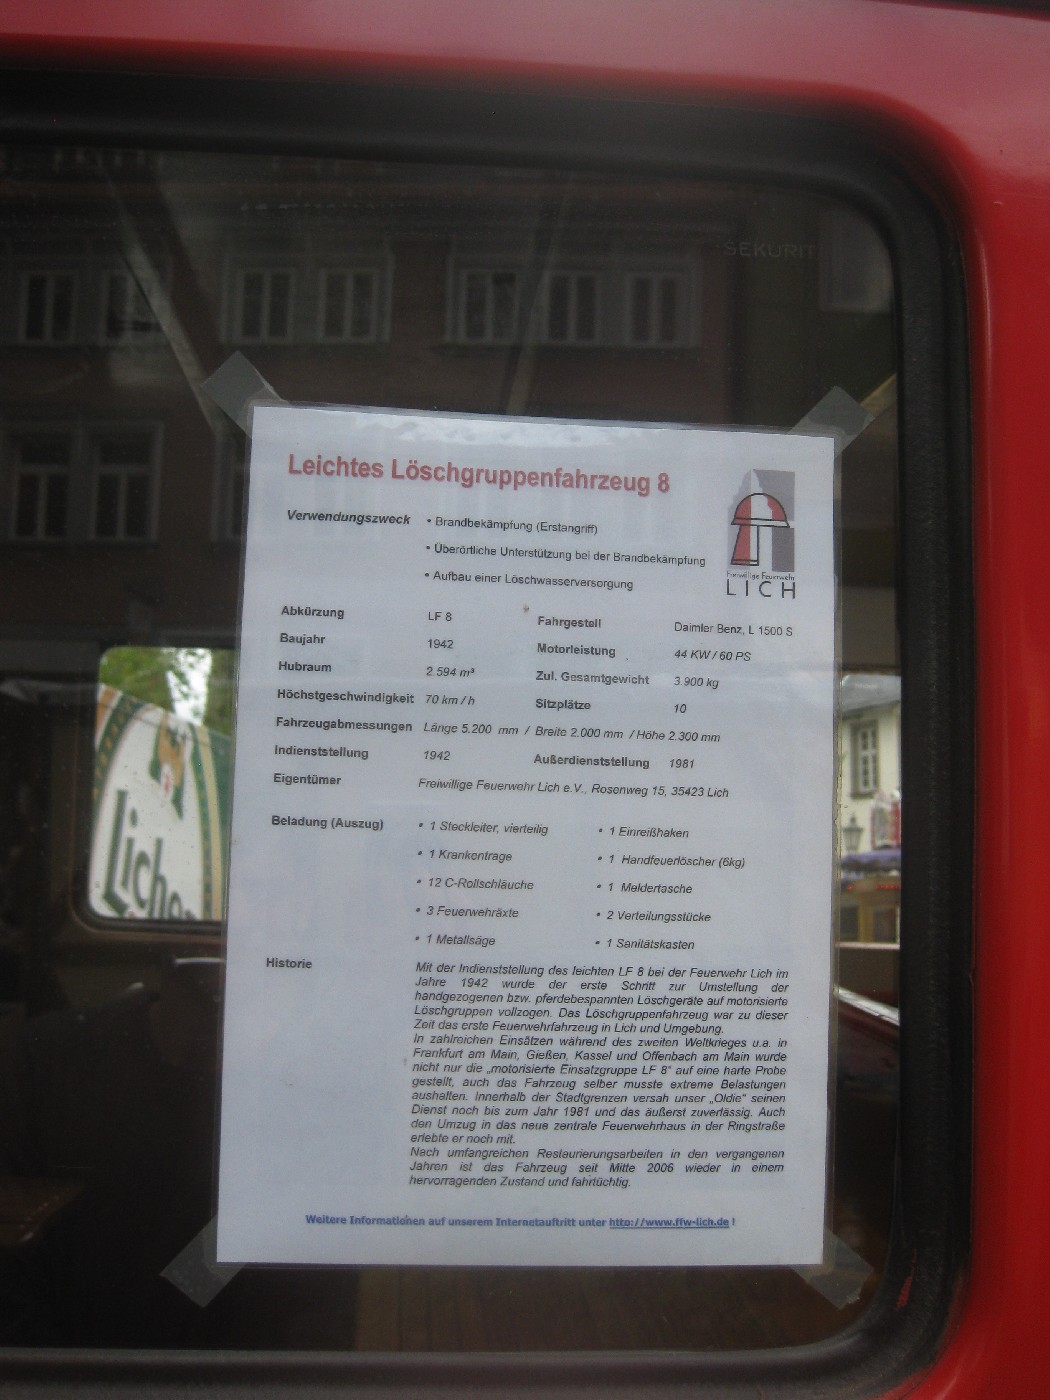 SEKURIT
Leichtes Löschgruppenfahrzeug 8
Verwendungszweck • Brandbekämpfung (Erstangriff)
• Überörtliche Unterstützung bei der Brandbekämpfung
• Aufbau einer Löschwasserversorgung
Freiwillige Feuerwehr
LICH
Abkürzung LF 8 Fahrgestell Daimler Benz, L 1500 S
Baujahr 1942 Motorleistung 44 KW / 60 PS
Hubraum 2.594 m³ Zul. Gesamtgewicht 3.900 kg
Höchstgeschwindigkeit 70 km / h Sitzplätze 10
Fahrzeugabmessungen Länge 5.200 mm / Breite 2.000 mm / Höhe 2.300 mm
Indienststellung 1942 Außerdienststellung 1981
Eigentümer Freiwillige Feuerwehr Lich e.V., Rosenweg 15, 35423 Lich
Beladung (Auszug) • 1 Steckleiter, vierteilig • 1 Einreißhaken
• 1 Krankentrage • 1 Handfeuerlöscher (6kg)
• 12 C-Rollschläuche • 1 Meldertasche
• 3 Feuerwehräxte • 2 Verteilungsstücke
• 1 Metallsäge • 1 Sanitätskasten
Historie Mit der Indienststellung des leichten LF 8 bei der Feuerwehr Lich im
Jahre 1942 wurde der erste Schritt zur Umstellung der
handgezogenen bzw. pferdebespannten Löschgeräte auf motorisierte
Löschgruppen vollzogen. Das Löschgruppenfahrzeug war zu dieser
Zeit das erste Feuerwehrfahrzeug in Lich und Umgebung.
In zahlreichen Einsätzen während des zweiten Weltkrieges u.a. in
Frankfurt am Main, Gießen, Kassel und Offenbach am Main wurde
nicht nur die „motorisierte Einsatzgruppe LF 8“ auf eine harte Probe
gestellt, auch das Fahrzeug selber musste extreme Belastungen
aushalten. Innerhalb der Stadtgrenzen versah unser „Oldie“ seinen
Dienst noch bis zum Jahr 1981 und das äußerst zuverlässig. Auch
den Umzug in das neue zentrale Feuerwehrhaus in der Ringstraße
erlebte er noch mit.
Nach umfangreichen Restaurierungsarbeiten in den vergangenen
Jahren ist das Fahrzeug seit Mitte 2006 wieder in einem
hervorragenden Zustand und fahrtüchtig.
Weitere Informationen auf unserem Internetauftritt unter http://www.ffw-lich.de !